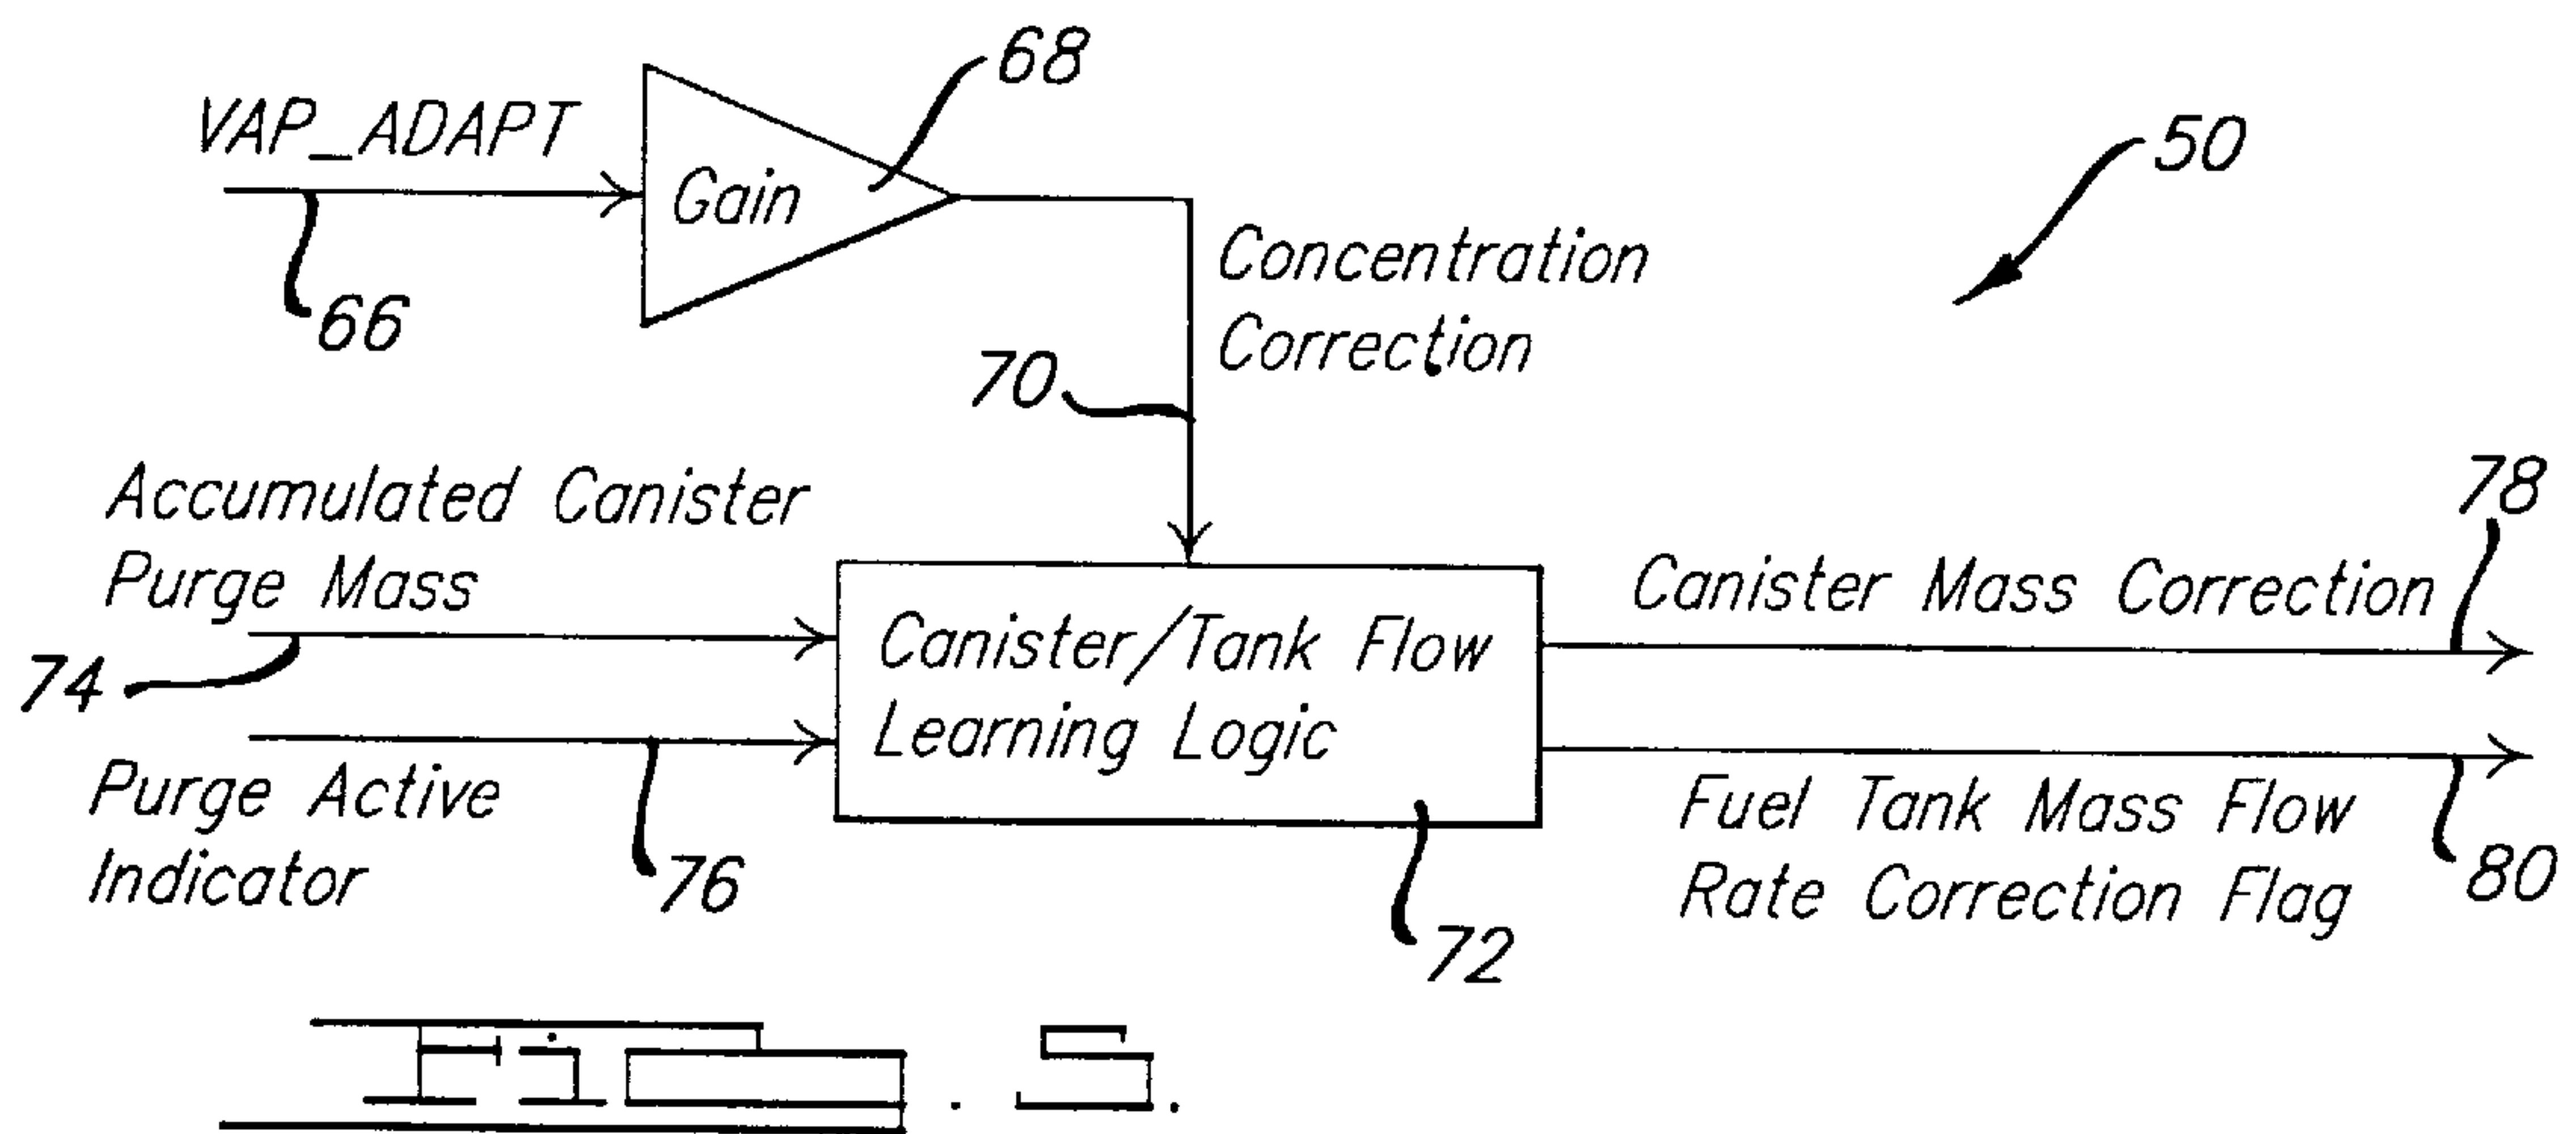 68
VAP_ADAPT
50
Gain
66
Concentration
Correction
70
Accumulated Canister
Purge Mass
78
Canister Mass Correction
74
Canister/Tank Flow
Learning Logic
Purge Active
Indicator
76
Fuel Tank Mass Flow
Rate Correction Flag
80
72
Fig. 5.